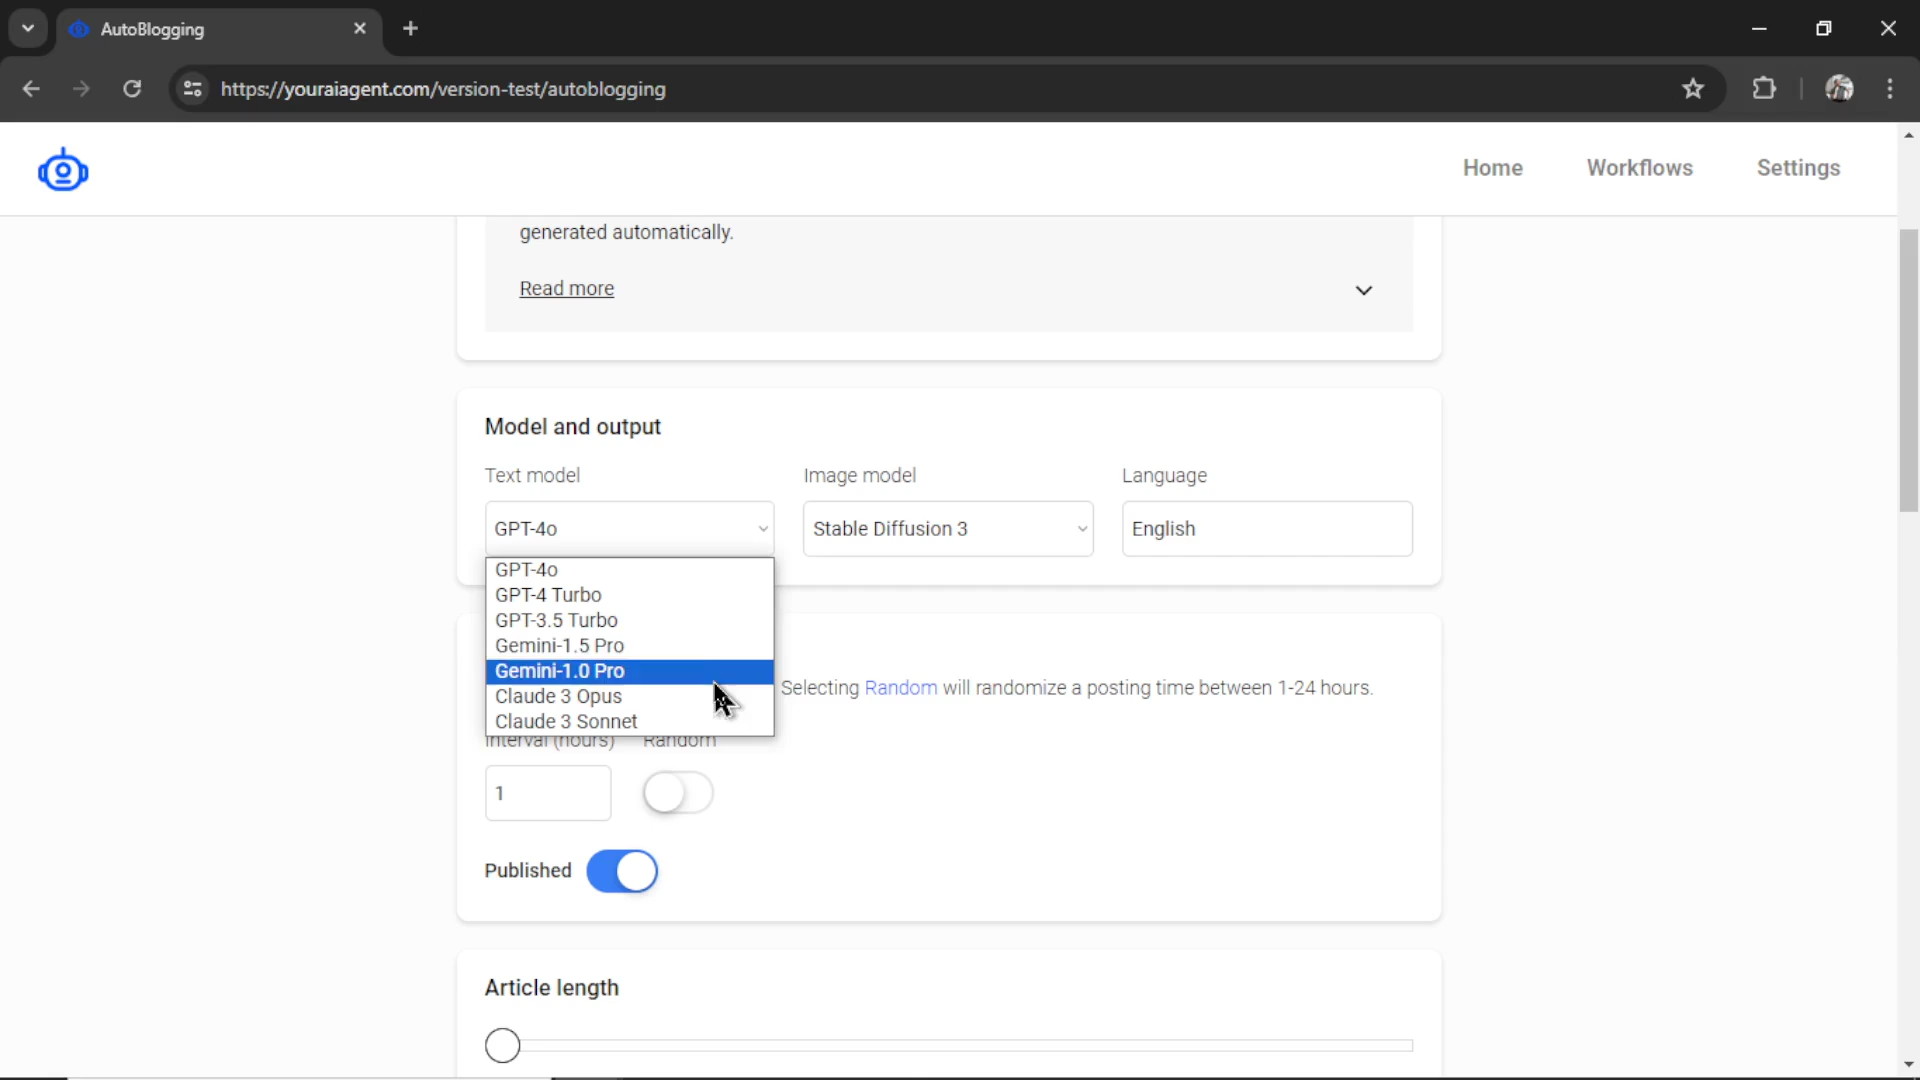 AutoBlogging
https://youraiagent.com/version-test/autoblogging
Home Workflows Settings
generated automatically.
Read more
Model and output
Text model Image model Language
GPT-4o Stable Diffusion 3 English
GPT-4o
GPT-4 Turbo
GPT-3.5 Turbo
Gemini-1.5 Pro
Gemini-1.0 Pro
Selecting Random will randomize a posting time between 1-24 hours.
Claude 3 Opus
Claude 3 Sonnet
Interval (hours) Random
1
Published
Article length